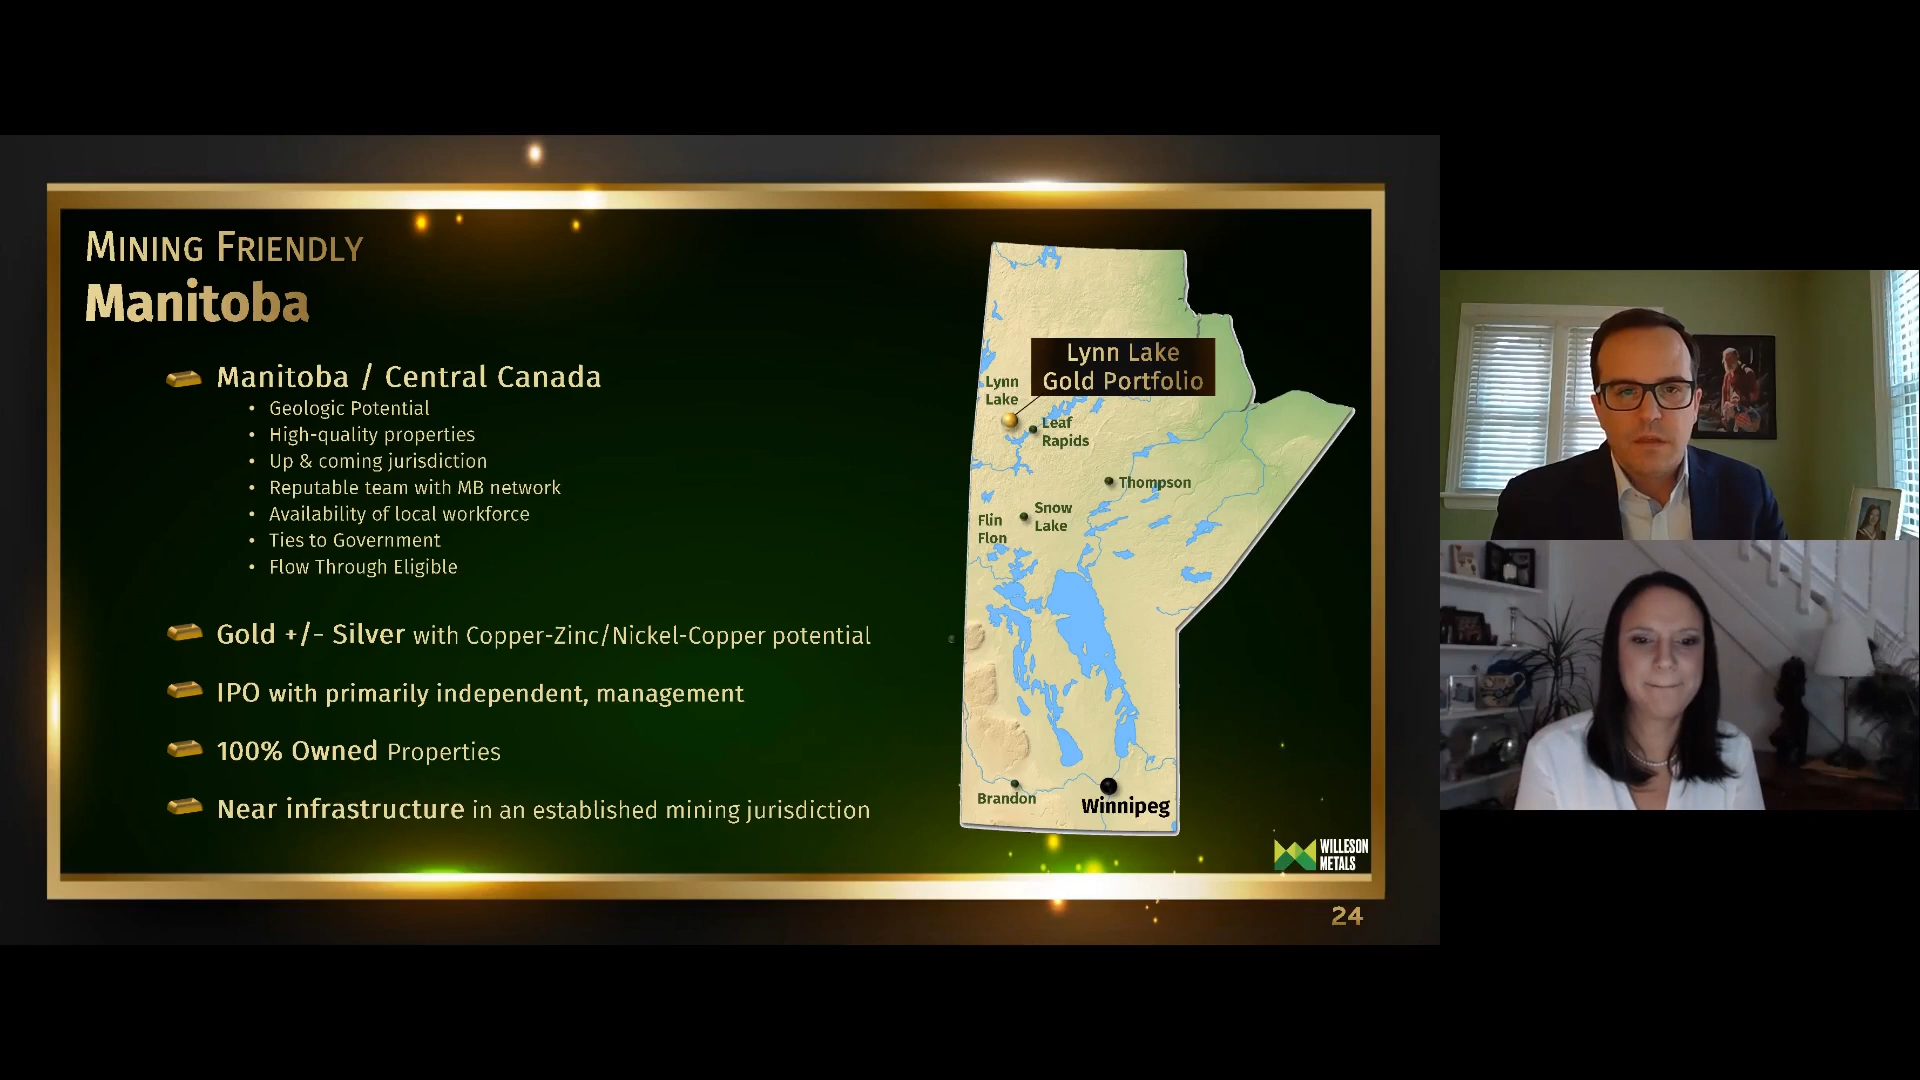 MINING FRIENDLY
Manitoba
Manitoba / Central Canada
• Geologic Potential
• High-quality properties
• Up & coming jurisdiction
• Reputable team with MB network
• Availability of local workforce
• Ties to Government
• Flow Through Eligible
Gold +/- Silver with Copper-Zinc/Nickel-Copper potential
IPO with primarily independent, management
100% Owned Properties
Near infrastructure in an established mining jurisdiction
Lynn Lake
Gold Portfolio
Lynn
Lake
Leaf
Rapids
Thompson
Snow
Lake
Flin
Flon
Brandon
Winnipeg
WILLESON
METALS
24